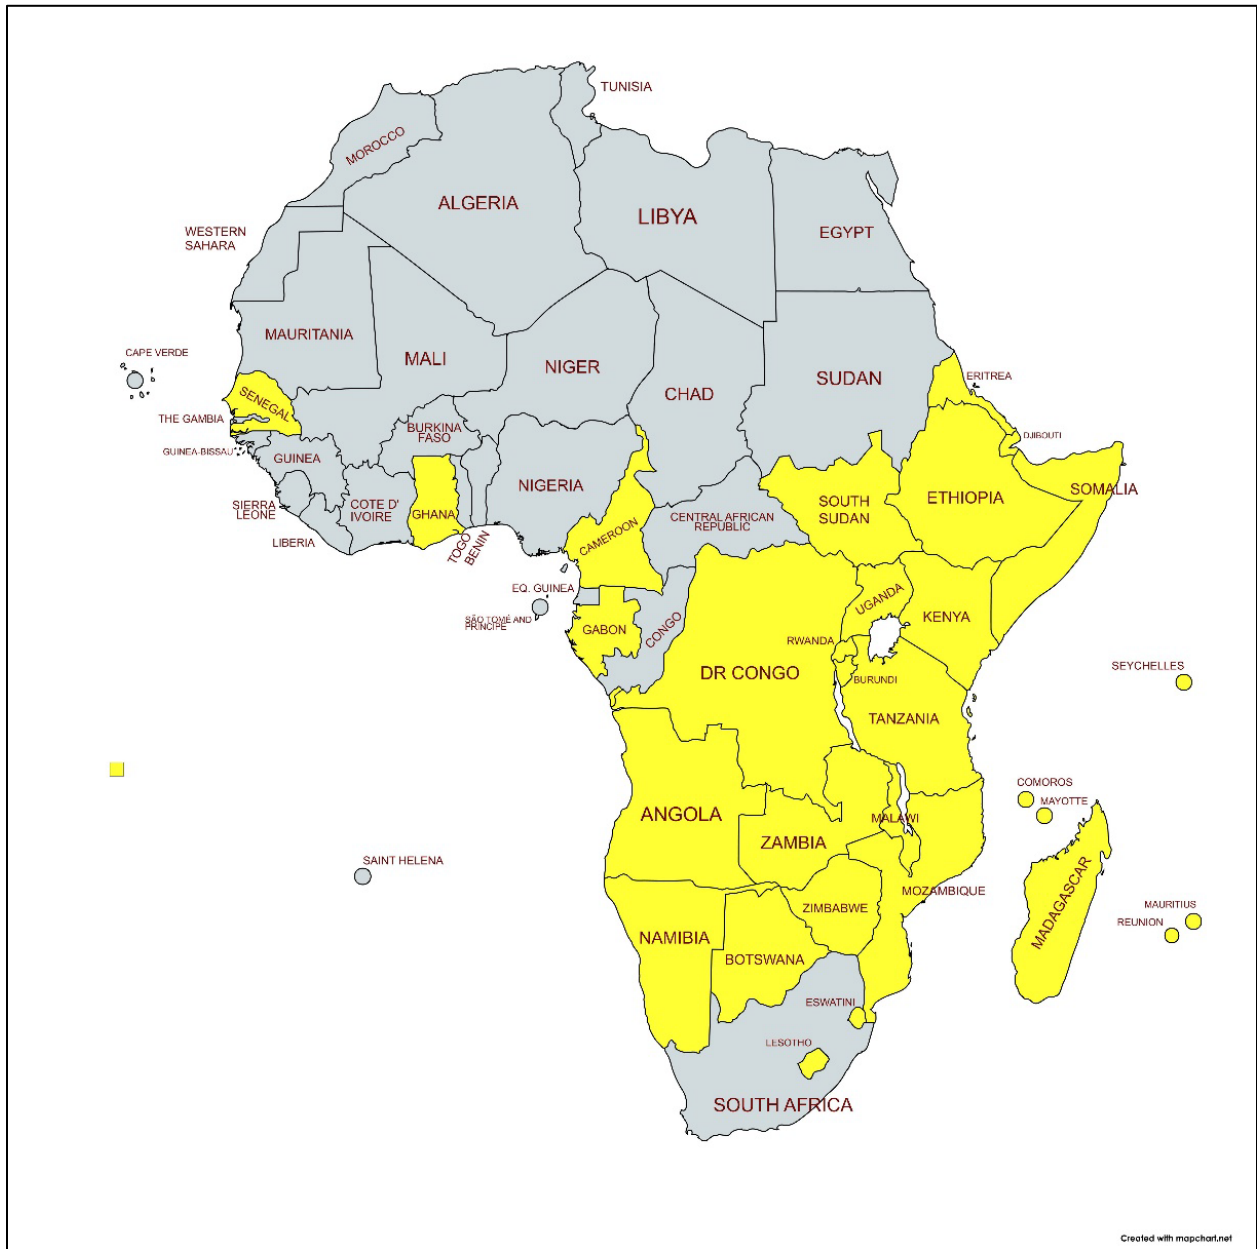 TUNISIA
MOROCCO
ALGERIA
LIBYA
EGYPT
WESTERN
SAHARA
MAURITANIA
MALI
NIGER
CHAD
SUDAN
CAPE VERDE
ERITREA
SENEGAL
THE GAMBIA
BURKINA
FASO
DJIBOUTI
GUINEA-BISSAU
GUINEA
NIGERIA
SOMALIA
ETHIOPIA
SOUTH
SUDAN
SIERRA
LEONE
COTE D'
IVOIRE
GHANA
CENTRAL AFRICAN
REPUBLIC
CAMEROON
LIBERIA
TOGO
BENIN
EQ. GUINEA
SÃO TOMÉ AND
PRINCIPE
GABON
CONGO
UGANDA
KENYA
RWANDA
DR CONGO
BURUNDI
SEYCHELLES
TANZANIA
COMOROS
MAYOTTE
ANGOLA
MALAWI
ZAMBIA
SAINT HELENA
MOZAMBIQUE
MADAGASCAR
MAURITIUS
REUNION
ZIMBABWE
NAMIBIA
BOTSWANA
ESWATINI
LESOTHO
SOUTH AFRICA
Created with mapchart.net